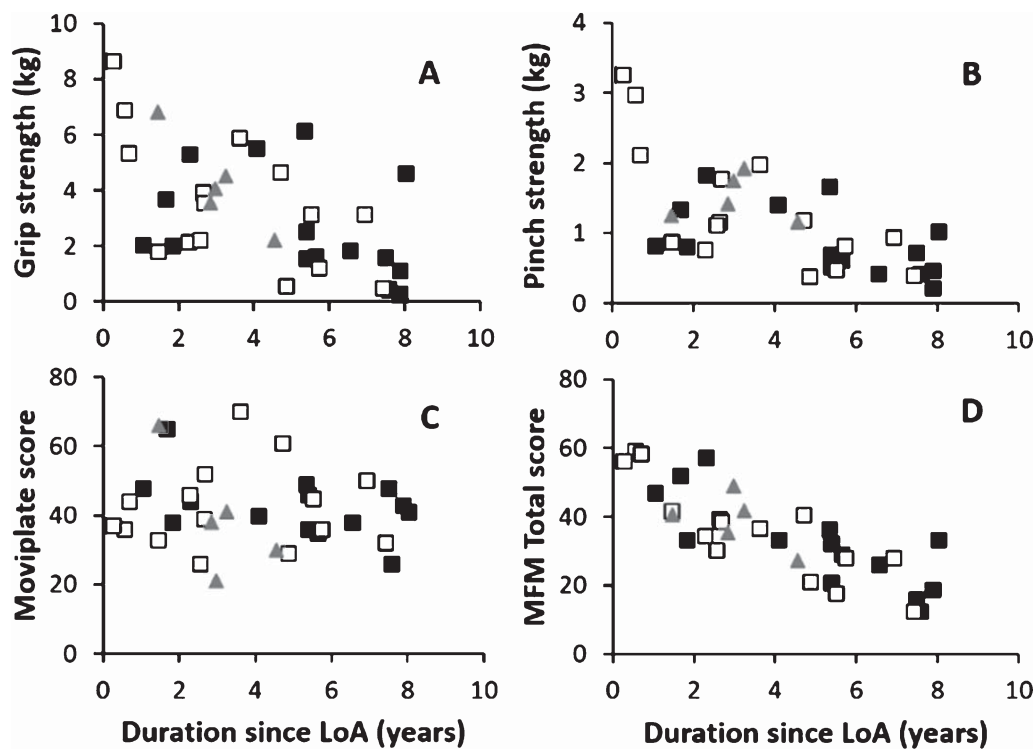 Grip strength (kg)
10
8
6
4
2
0
0 2 4 6 8 10
A
Pinch strength (kg)
4
3
2
1
0
0 2 4 6 8 10
B
Moviplate score
80
60
40
20
0
0 2 4 6 8 10
C
Duration since LoA (years)
MFM Total score
80
60
40
20
0
0 2 4 6 8 10
D
Duration since LoA (years)